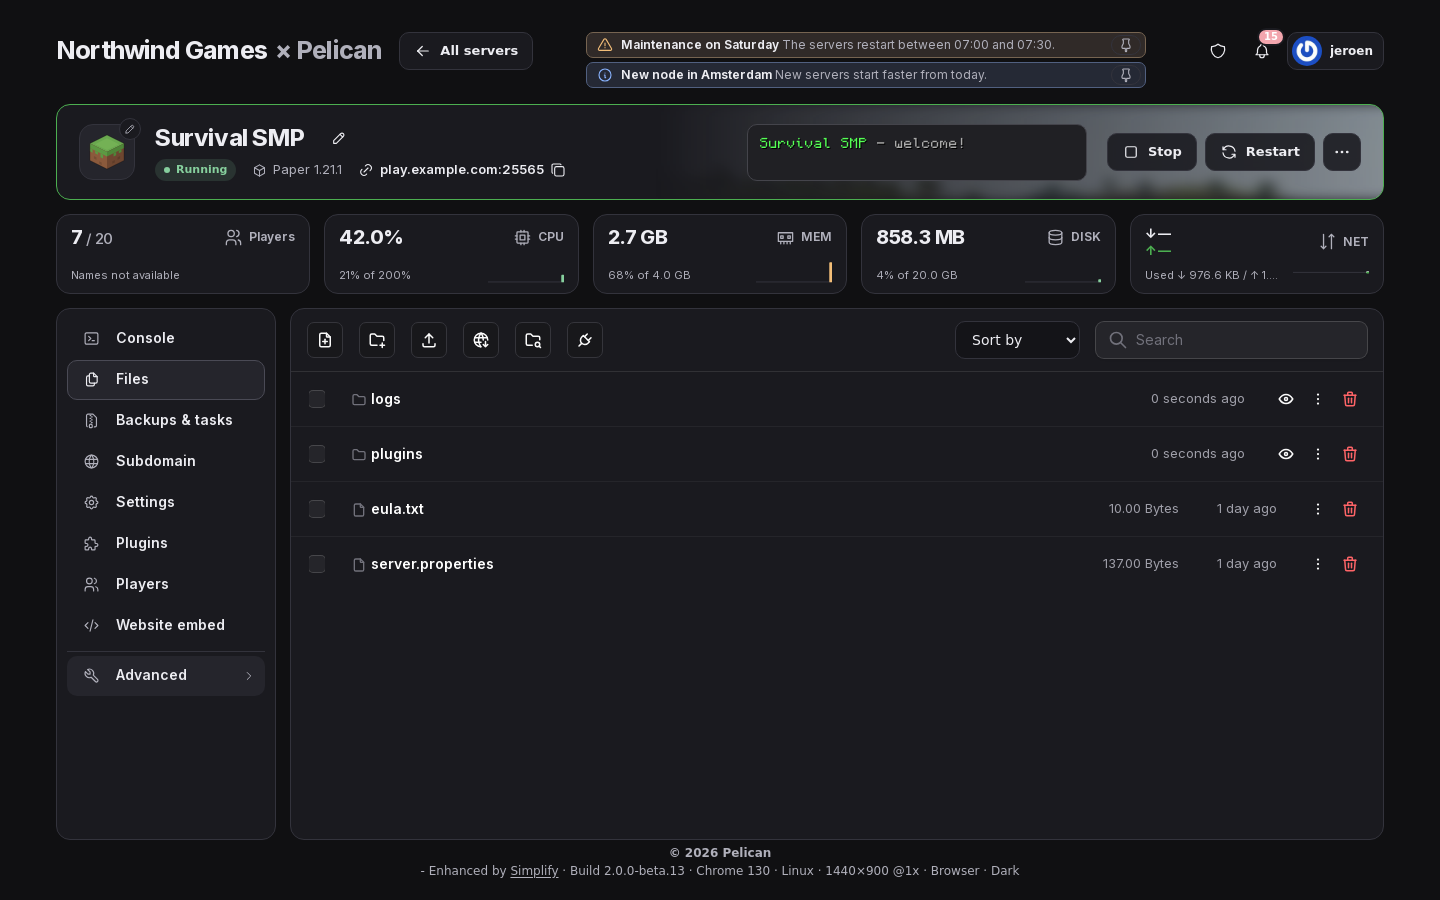 Northwind Games × Pelican
All servers
Maintenance on Saturday The servers restart between 07:00 and 07:30.
New node in Amsterdam New servers start faster from today.
15
jeroen
Survival SMP
Running
Paper 1.21.1
play.example.com:25565
Survival SMP - welcome!
Stop
Restart
7 / 20
Players
Names not available
42.0%
CPU
21% of 200%
2.7 GB
MEM
68% of 4.0 GB
858.3 MB
DISK
4% of 20.0 GB
↓—
↑—
NET
Used ↓ 976.6 KB / ↑ 1....
Console
Files
Backups & tasks
Subdomain
Settings
Plugins
Players
Website embed
Advanced
Sort by
Search
logs
0 seconds ago
plugins
0 seconds ago
eula.txt
10.00 Bytes
1 day ago
server.properties
137.00 Bytes
1 day ago
© 2026 Pelican
- Enhanced by Simplify · Build 2.0.0-beta.13 · Chrome 130 · Linux · 1440×900 @1x · Browser · Dark